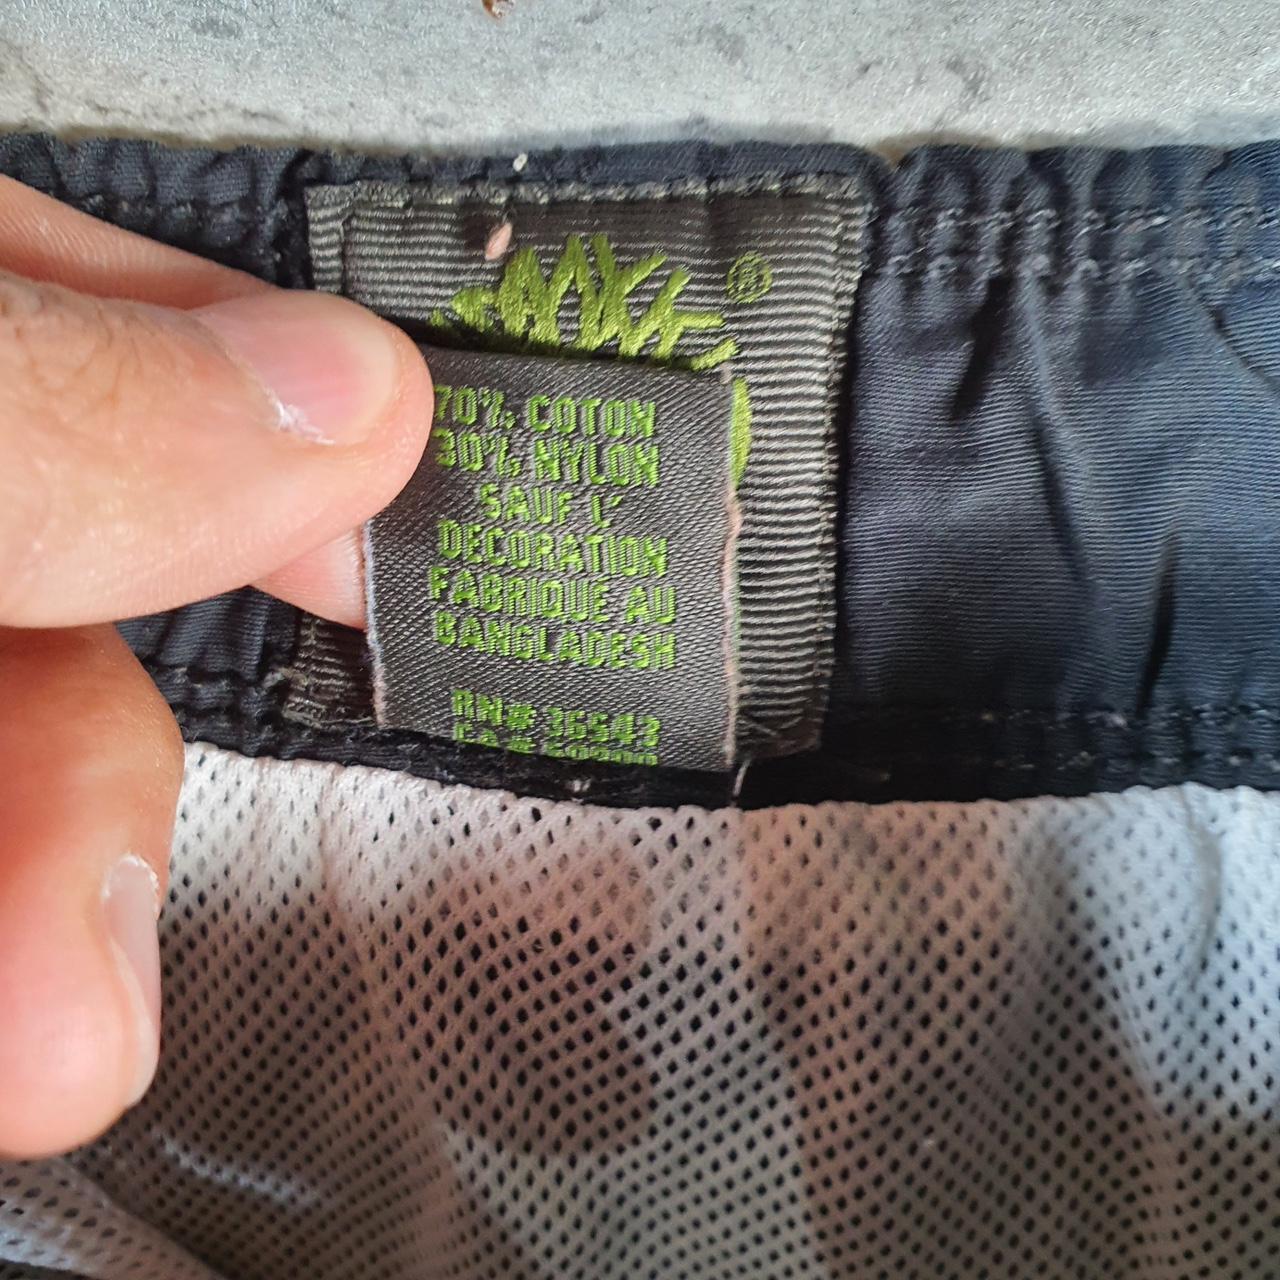 ®
70% COTON
30% NYLON
SAUF L'
DECORATION
FABRIQUE AU
BANGLADESH
RN# 36543